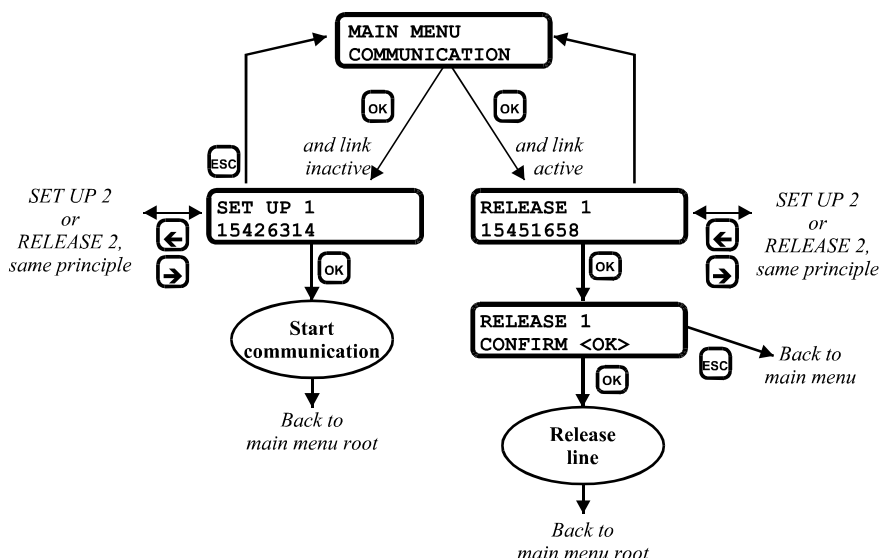 MAIN MENU
COMMUNICATION
OK
OK
and link
inactive
and link
active
ESC
SET UP 2
or
RELEASE 2,
same principle
SET UP 1
15426314
RELEASE 1
15451658
SET UP 2
or
RELEASE 2,
same principle
OK
OK
Start
communication
RELEASE 1
CONFIRM <OK>
ESC
Back to
main menu
OK
Back to
main menu root
Release
line
Back to
main menu root